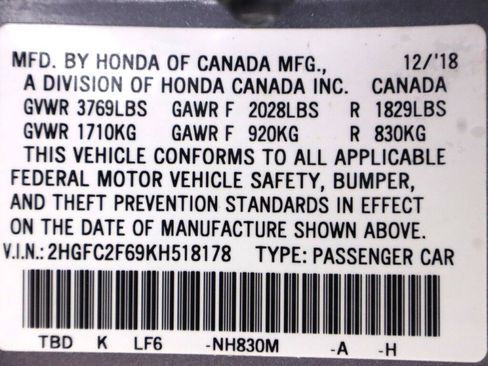 MFD. BY HONDA OF CANADA MFG., 12/'18
A DIVISION OF HONDA CANADA INC. CANADA
GVWR 3769LBS GAWR F 2028LBS R 1829LBS
GVWR 1710KG GAWR F 920KG R 830KG
THIS VEHICLE CONFORMS TO ALL APPLICABLE
FEDERAL MOTOR VEHICLE SAFETY, BUMPER,
AND THEFT PREVENTION STANDARDS IN EFFECT
ON THE DATE OF MANUFACTURE SHOWN ABOVE.
V.I.N.: 2HGFC2F69KH518178 TYPE: PASSENGER CAR
TBD K LF6 -NH830M -A -H